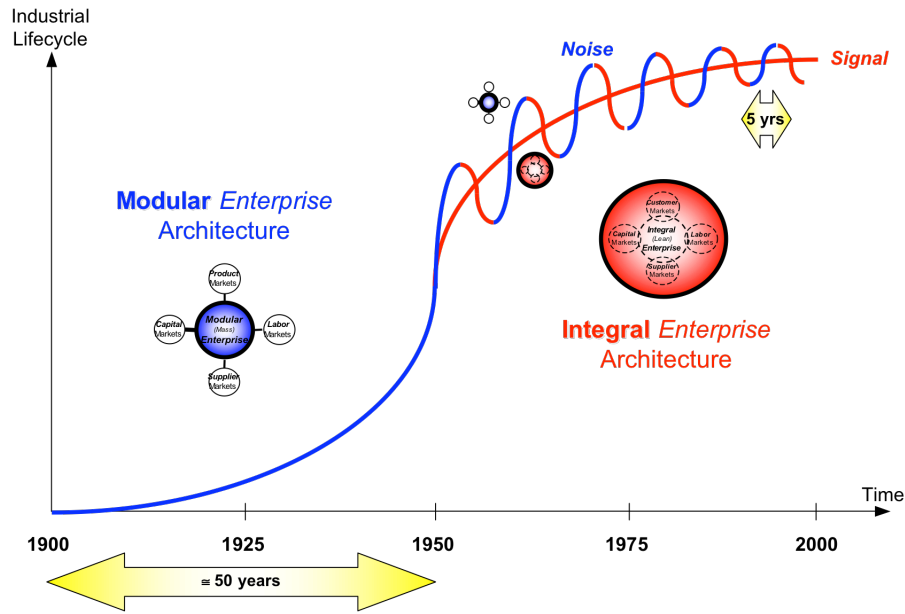 Industrial
Lifecycle
Noise
Signal
5 yrs
Modular Enterprise
Architecture
Product
Markets
Capital
Markets
Modular
(Mass)
Enterprise
Labor
Markets
Supplier
Markets
Customer
Markets
Capital
Markets
Integral
(Lean)
Enterprise
Labor
Markets
Supplier
Markets
Integral Enterprise
Architecture
Time
1900
1925
1950
1975
2000
≅ 50 years